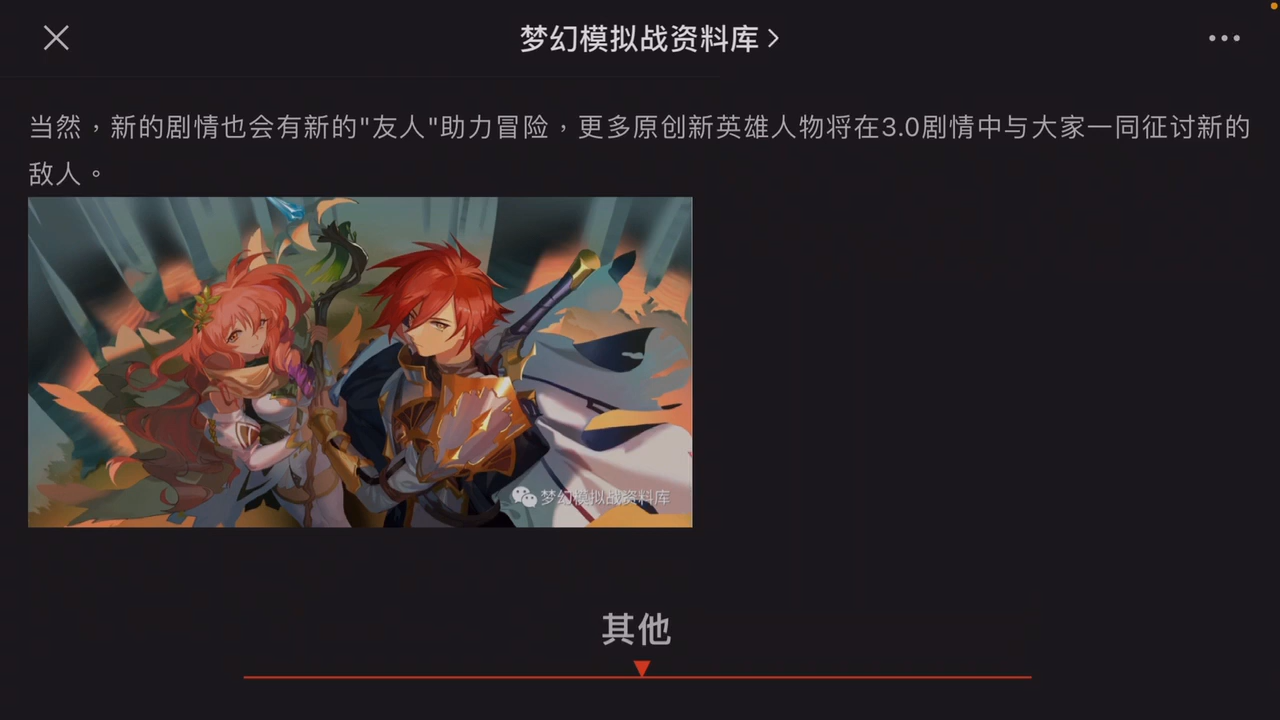 梦幻模拟战资料库
当然，新的剧情也会有新的"友人"助力冒险，更多原创新英雄人物将在3.0剧情中与大家一同征讨新的
敌人。
梦幻模拟战资料库
其他